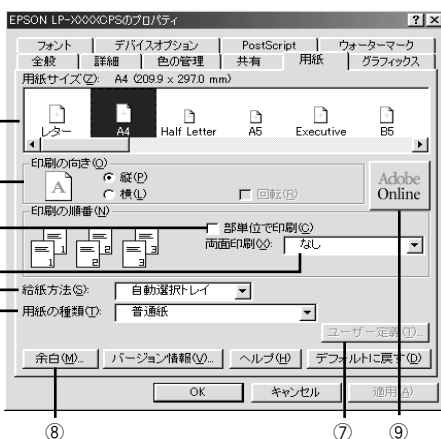 EPSON LP-XXXXCPSのプロパティ
フォント デバイスオプション PostScript ウォーターマーク
全般 詳細 色の管理 共有 用紙 グラフィックス
用紙サイズ(Z): A4 (209.9 x 297.0 mm)
レター A4 Half Letter A5 Executive B5
印刷の向き(O)
A
縦(P)
横(L)
回転(R)
Adobe
Online
印刷の順番(N)
1 1 2 2 3 3
部単位で印刷(C)
両面印刷(X): なし
給紙方法(S): 自動選択トレイ
用紙の種類(T): 普通紙
ユーザー定義(T)...
余白(M)... バージョン情報(V)... ヘルプ(H) デフォルトに戻す(D)
OK キャンセル 適用(A)
⑧ ⑦ ⑨